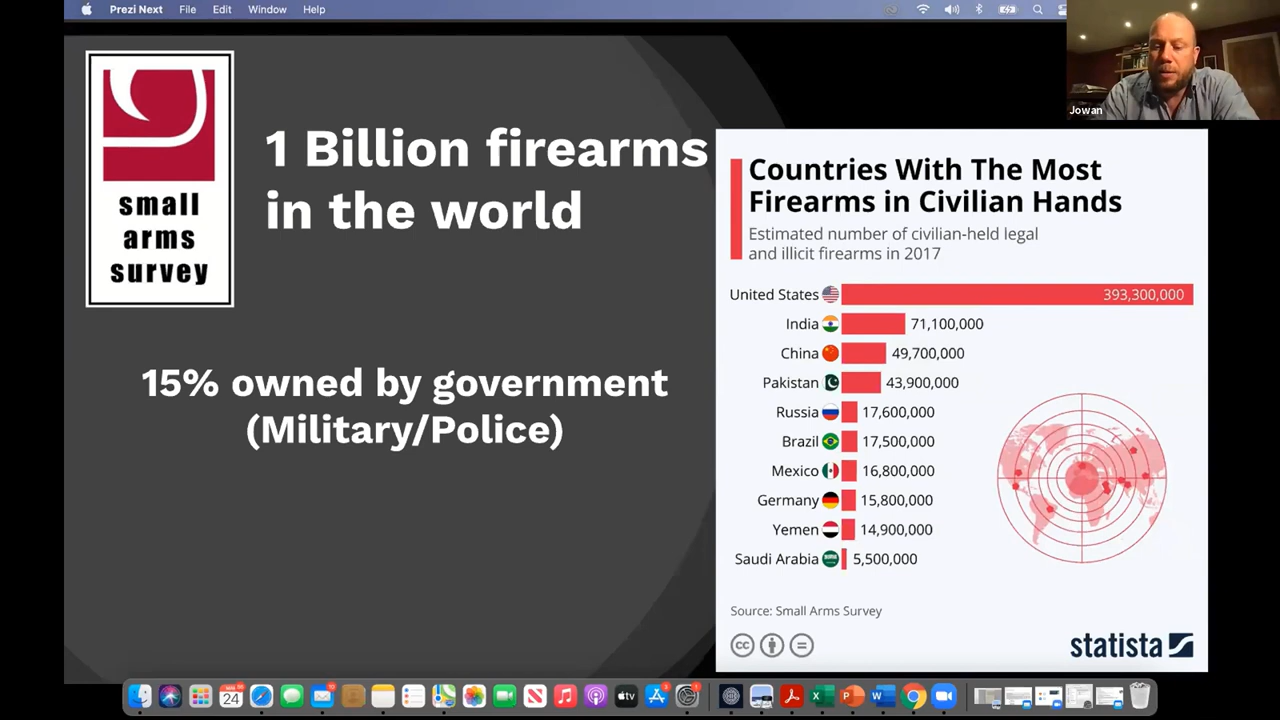 Prezi Next File Edit Window Help
Jowan
small
arms
survey
1 Billion firearms
in the world
15% owned by government
(Military/Police)
Countries With The Most
Firearms in Civilian Hands
Estimated number of civilian-held legal
and illicit firearms in 2017
United States 393,300,000
India 71,100,000
China 49,700,000
Pakistan 43,900,000
Russia 17,600,000
Brazil 17,500,000
Mexico 16,800,000
Germany 15,800,000
Yemen 14,900,000
Saudi Arabia 5,500,000
Source: Small Arms Survey
cc
statista
24
tv